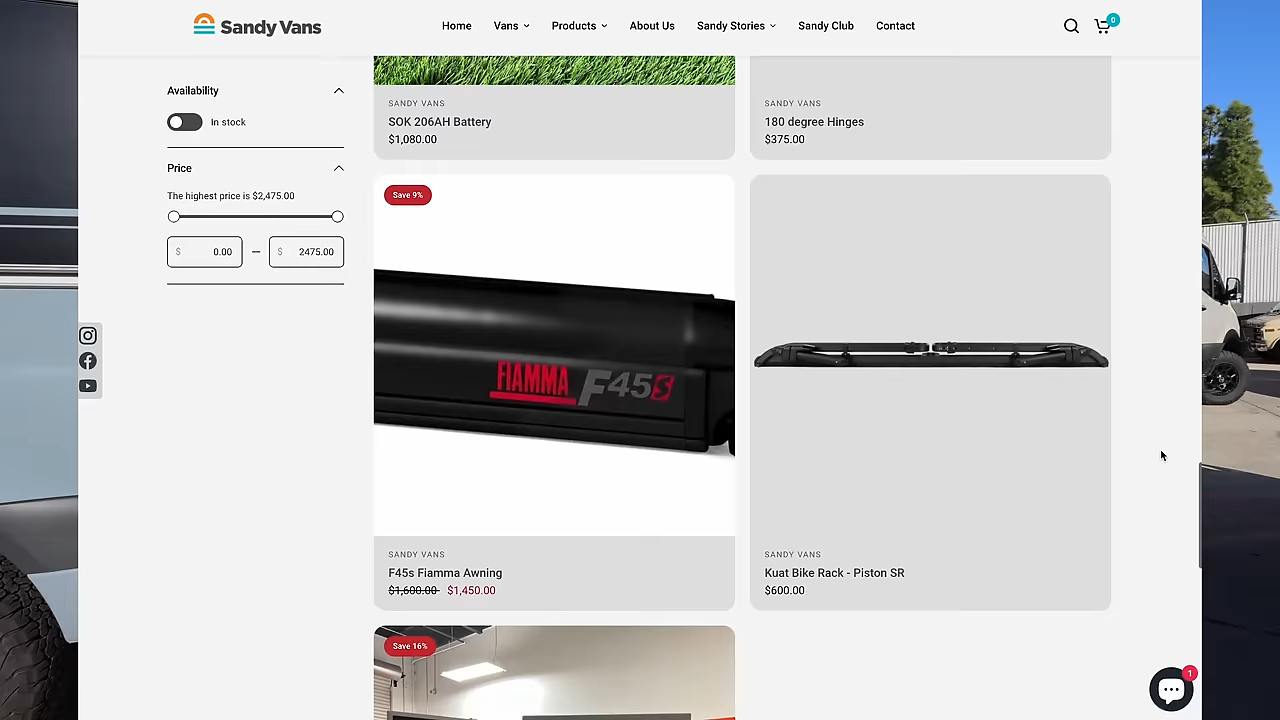 Sandy Vans
Home
Vans
Products
About Us
Sandy Stories
Sandy Club
Contact
0
Availability
In stock
Price
The highest price is $2,475.00
$ 0.00 — $ 2475.00
SANDY VANS
SOK 206AH Battery
$1,080.00
SANDY VANS
180 degree Hinges
$375.00
Save 9%
FIAMMA F45S
SANDY VANS
F45s Fiamma Awning
$1,600.00 $1,450.00
SANDY VANS
Kuat Bike Rack - Piston SR
$600.00
Save 16%
1